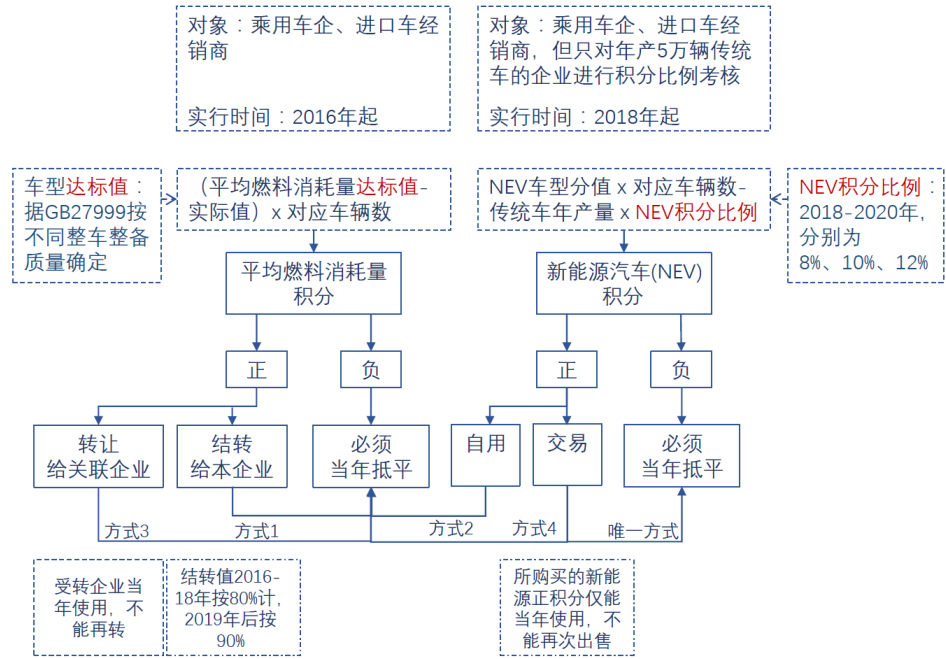 对象：乘用车企、进口车经
销商
实行时间：2016年起
对象：乘用车企、进口车经
销商，但只对年产5万辆传统
车的企业进行积分比例考核
实行时间：2018年起
车型达标值：
据GB27999按
不同整车整备
质量确定
（平均燃料消耗量达标值-
实际值）x 对应车辆数
NEV车型分值 x 对应车辆数-
传统车年产量 x NEV积分比例
NEV积分比例：
2018-2020年，
分别为
8%、10%、12%
平均燃料消耗量
积分
新能源汽车(NEV)
积分
正
负
正
负
转让
给关联企业
结转
给本企业
必须
当年抵平
自用
交易
必须
当年抵平
方式3
方式1
方式2
方式4
唯一方式
受转企业当
年使用，不
能再转
结转值2016-
18年按80%计，
2019年后按
90%
所购买的新能
源正积分仅能
当年使用，不
能再次出售